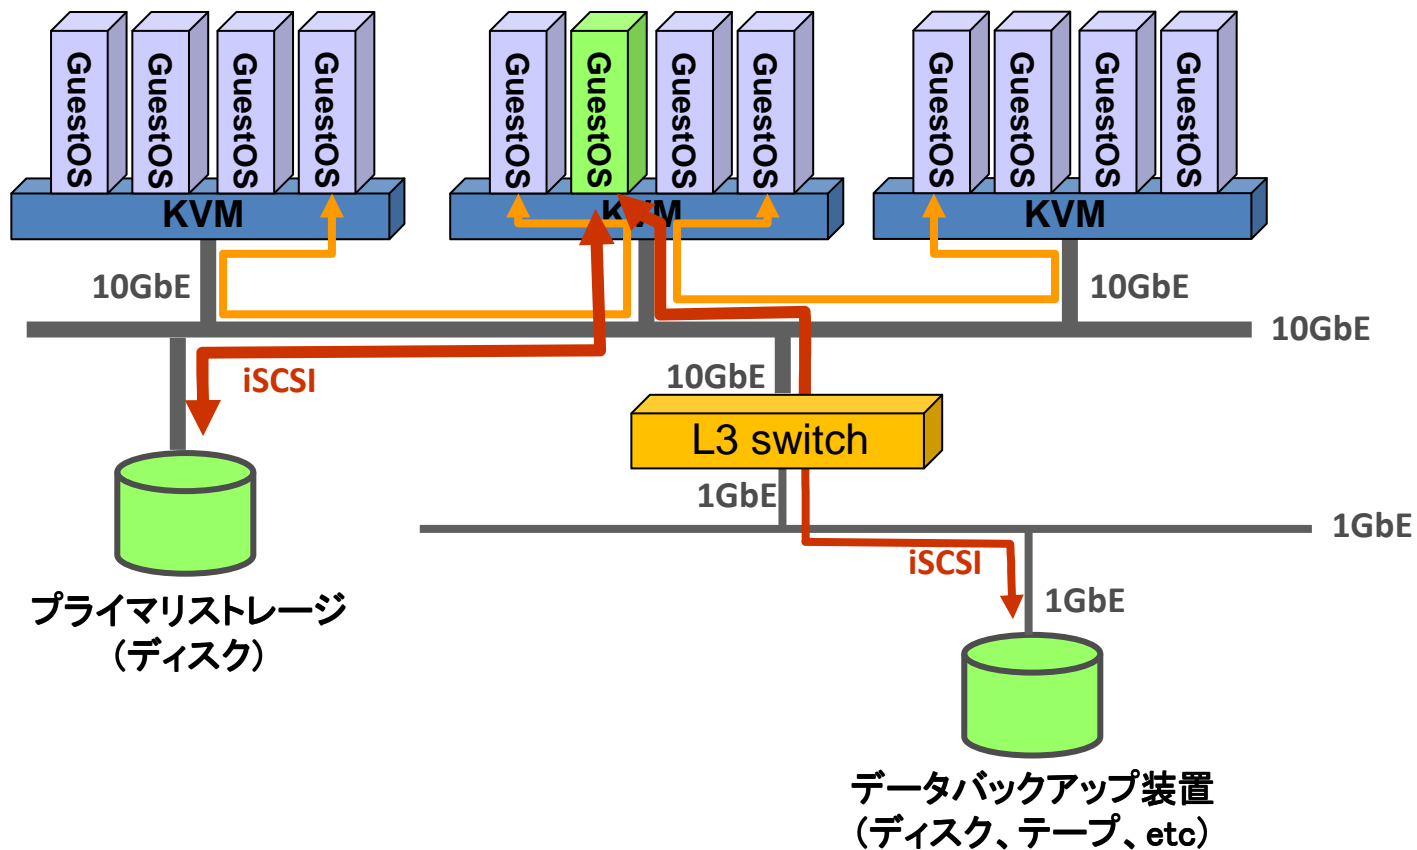 GuestOS
GuestOS
GuestOS
GuestOS
GuestOS
GuestOS
GuestOS
GuestOS
GuestOS
GuestOS
GuestOS
GuestOS
KVM
KVM
KVM
10GbE
10GbE
10GbE
iSCSI
10GbE
L3 switch
1GbE
1GbE
iSCSI
1GbE
プライマリストレージ
(ディスク)
データバックアップ装置
(ディスク、テープ、etc)